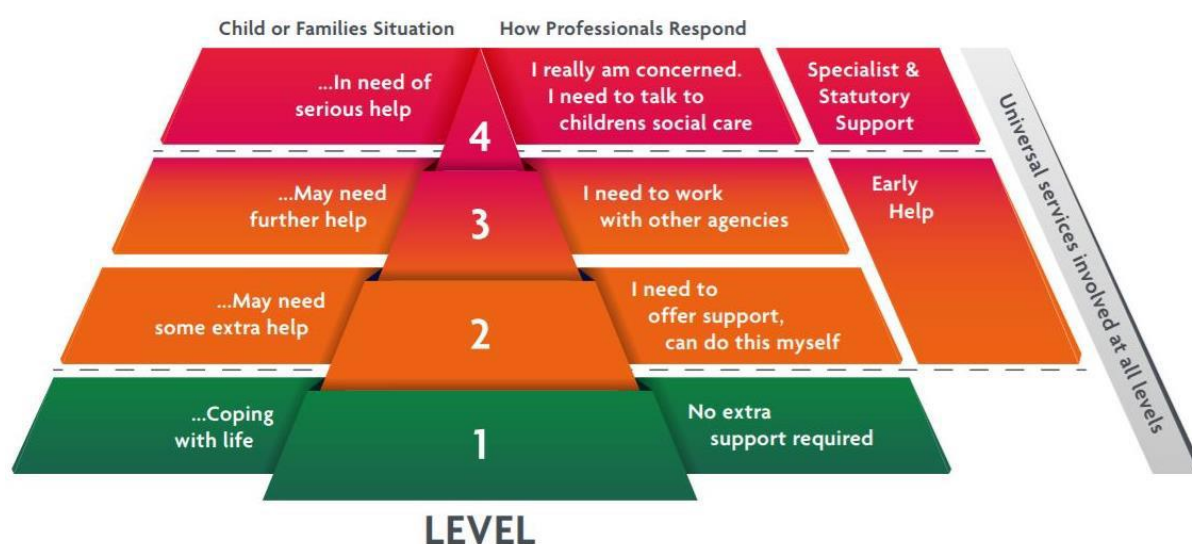 Child or Families Situation
How Professionals Respond
...In need of
serious help
4
I really am concerned.
I need to talk to
childrens social care
Specialist &
Statutory
Support
...May need
further help
3
I need to work
with other agencies
Early
Help
...May need
some extra help
2
I need to
offer support,
can do this myself
...Coping
with life
1
No extra
support required
Universal services involved at all levels
LEVEL